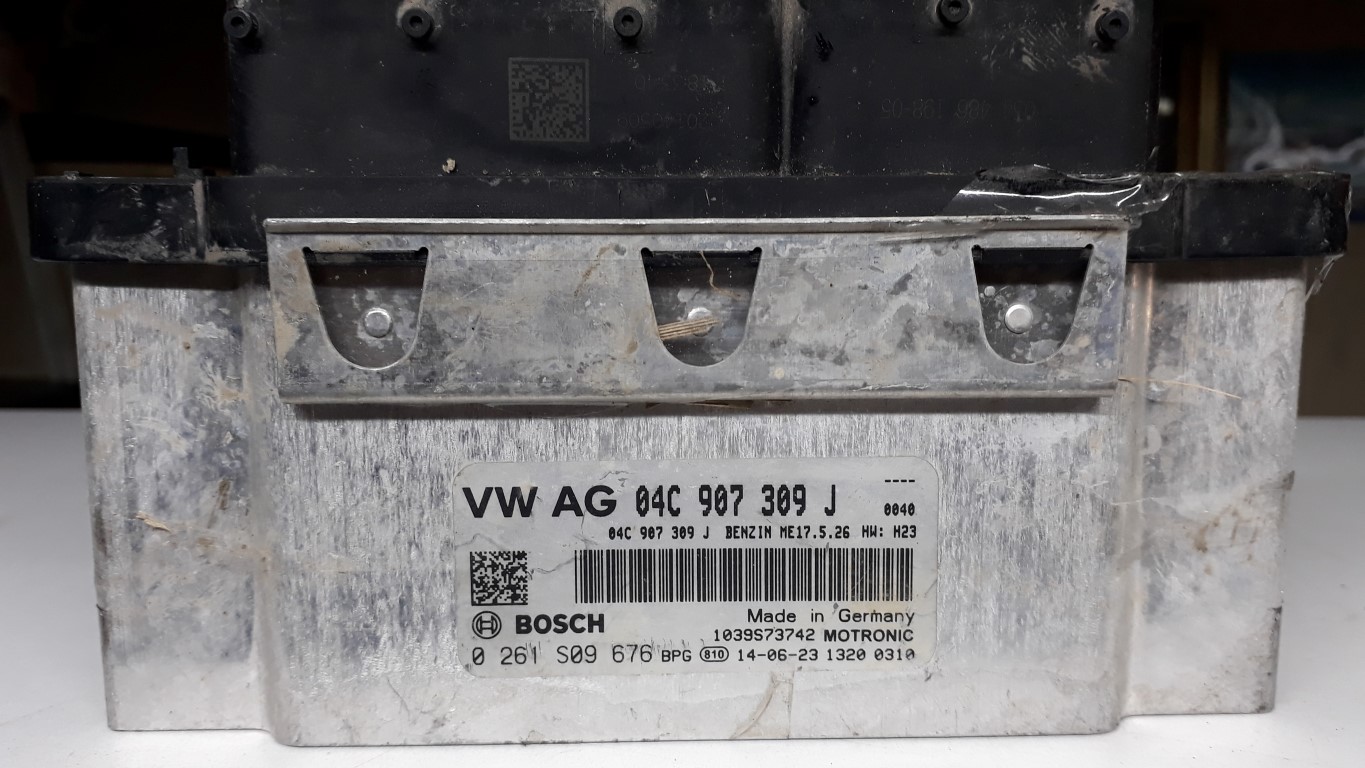 ----
VW AG 04C 907 309 J 0040
04C 907 309 J BENZIN ME17.5.26 HW: H23
BOSCH
Made in Germany
1039S73742 MOTRONIC
0 261 S09 676 BPG 810 14-06-23 1320 0310